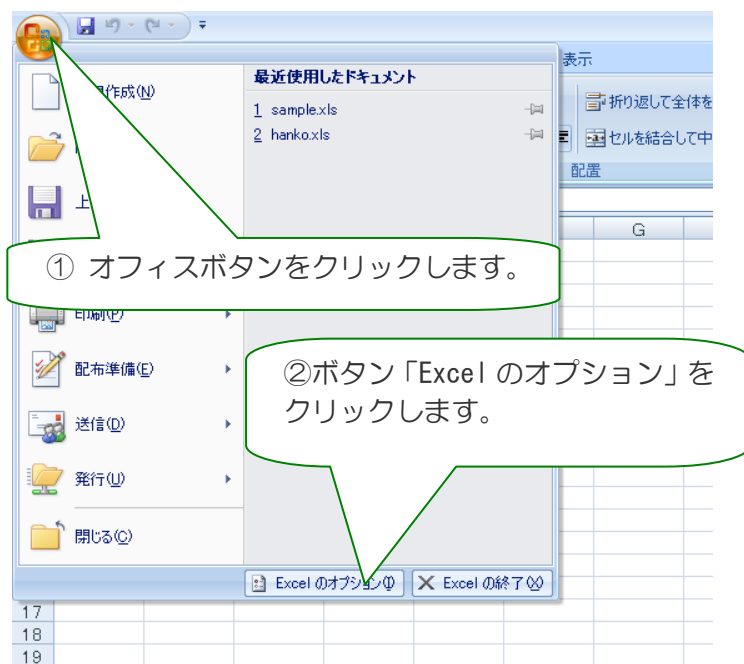 表示
作成(N)
最近使用したドキュメント
1 sample.xls
2 hanko.xls
折り返して全体を
セルを結合して中
配置
上
G
① オフィスボタンをクリックします。
印刷(P)
配布準備(E)
②ボタン「Excel のオプション」を
クリックします。
送信(D)
発行(U)
閉じる(C)
Excel のオプション(I)
Excel の終了(X)
17
18
19